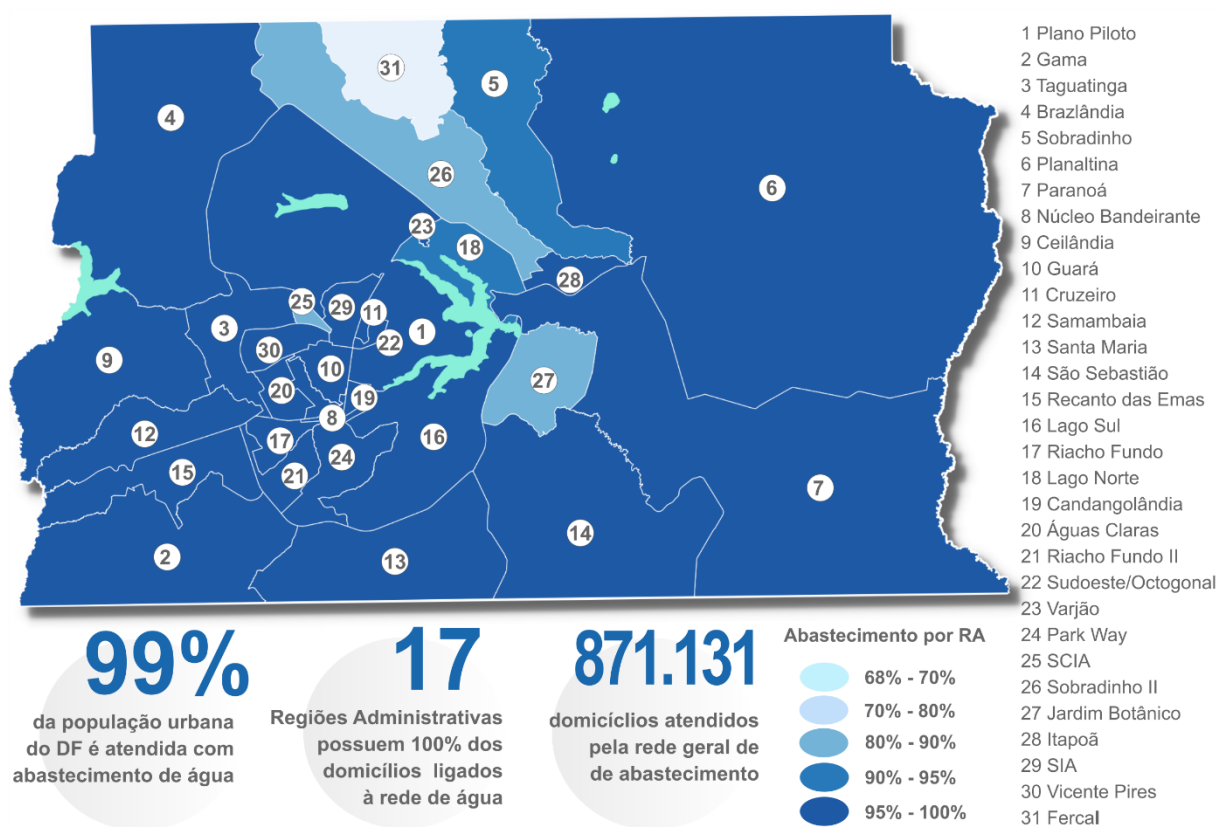 31
5
4
26
6
23
18
28
25
29
11
3
1
22
30
9
10
27
20
19
8
12
17
16
24
15
21
7
14
2
13
1 Plano Piloto
2 Gama
3 Taguatinga
4 Brazlândia
5 Sobradinho
6 Planaltina
7 Paranoá
8 Núcleo Bandeirante
9 Ceilândia
10 Guará
11 Cruzeiro
12 Samambaia
13 Santa Maria
14 São Sebastião
15 Recanto das Emas
16 Lago Sul
17 Riacho Fundo
18 Lago Norte
19 Candangolândia
20 Águas Claras
21 Riacho Fundo II
22 Sudoeste/Octogonal
23 Varjão
24 Park Way
25 SCIA
26 Sobradinho II
27 Jardim Botânico
28 Itapoã
29 SIA
30 Vicente Pires
31 Fercal
99%
da população urbana
do DF é atendida com
abastecimento de água
17
Regiões Administrativas
possuem 100% dos
domicílios ligados
à rede de água
871.131
domicíclios atendidos
pela rede geral de
de abastecimento
Abastecimento por RA
68% - 70%
70% - 80%
80% - 90%
90% - 95%
95% - 100%